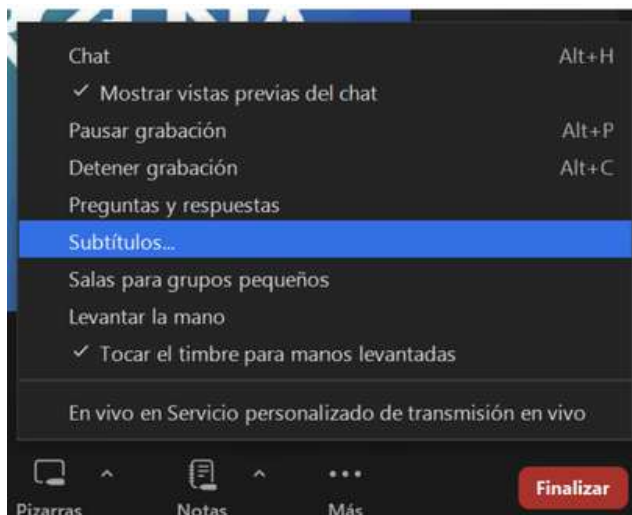 Chat Alt+H
✓ Mostrar vistas previas del chat
Pausar grabación Alt+P
Detener grabación Alt+C
Preguntas y respuestas
Subtítulos...
Salas para grupos pequeños
Levantar la mano
✓ Tocar el timbre para manos levantadas
En vivo en Servicio personalizado de transmisión en vivo
Pizarras Notas Más Finalizar